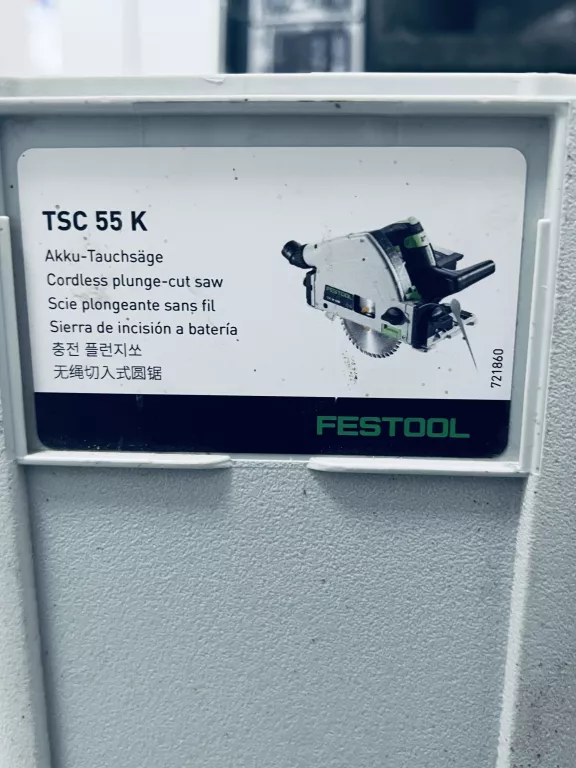 TSC 55 K
Akku-Tauchsäge
Cordless plunge-cut saw
Scie plongeante sans fil
Sierra de incisión a batería
충전 플런지쏘
无绳切入式圆锯
FESTOOL
721860
FESTOOL